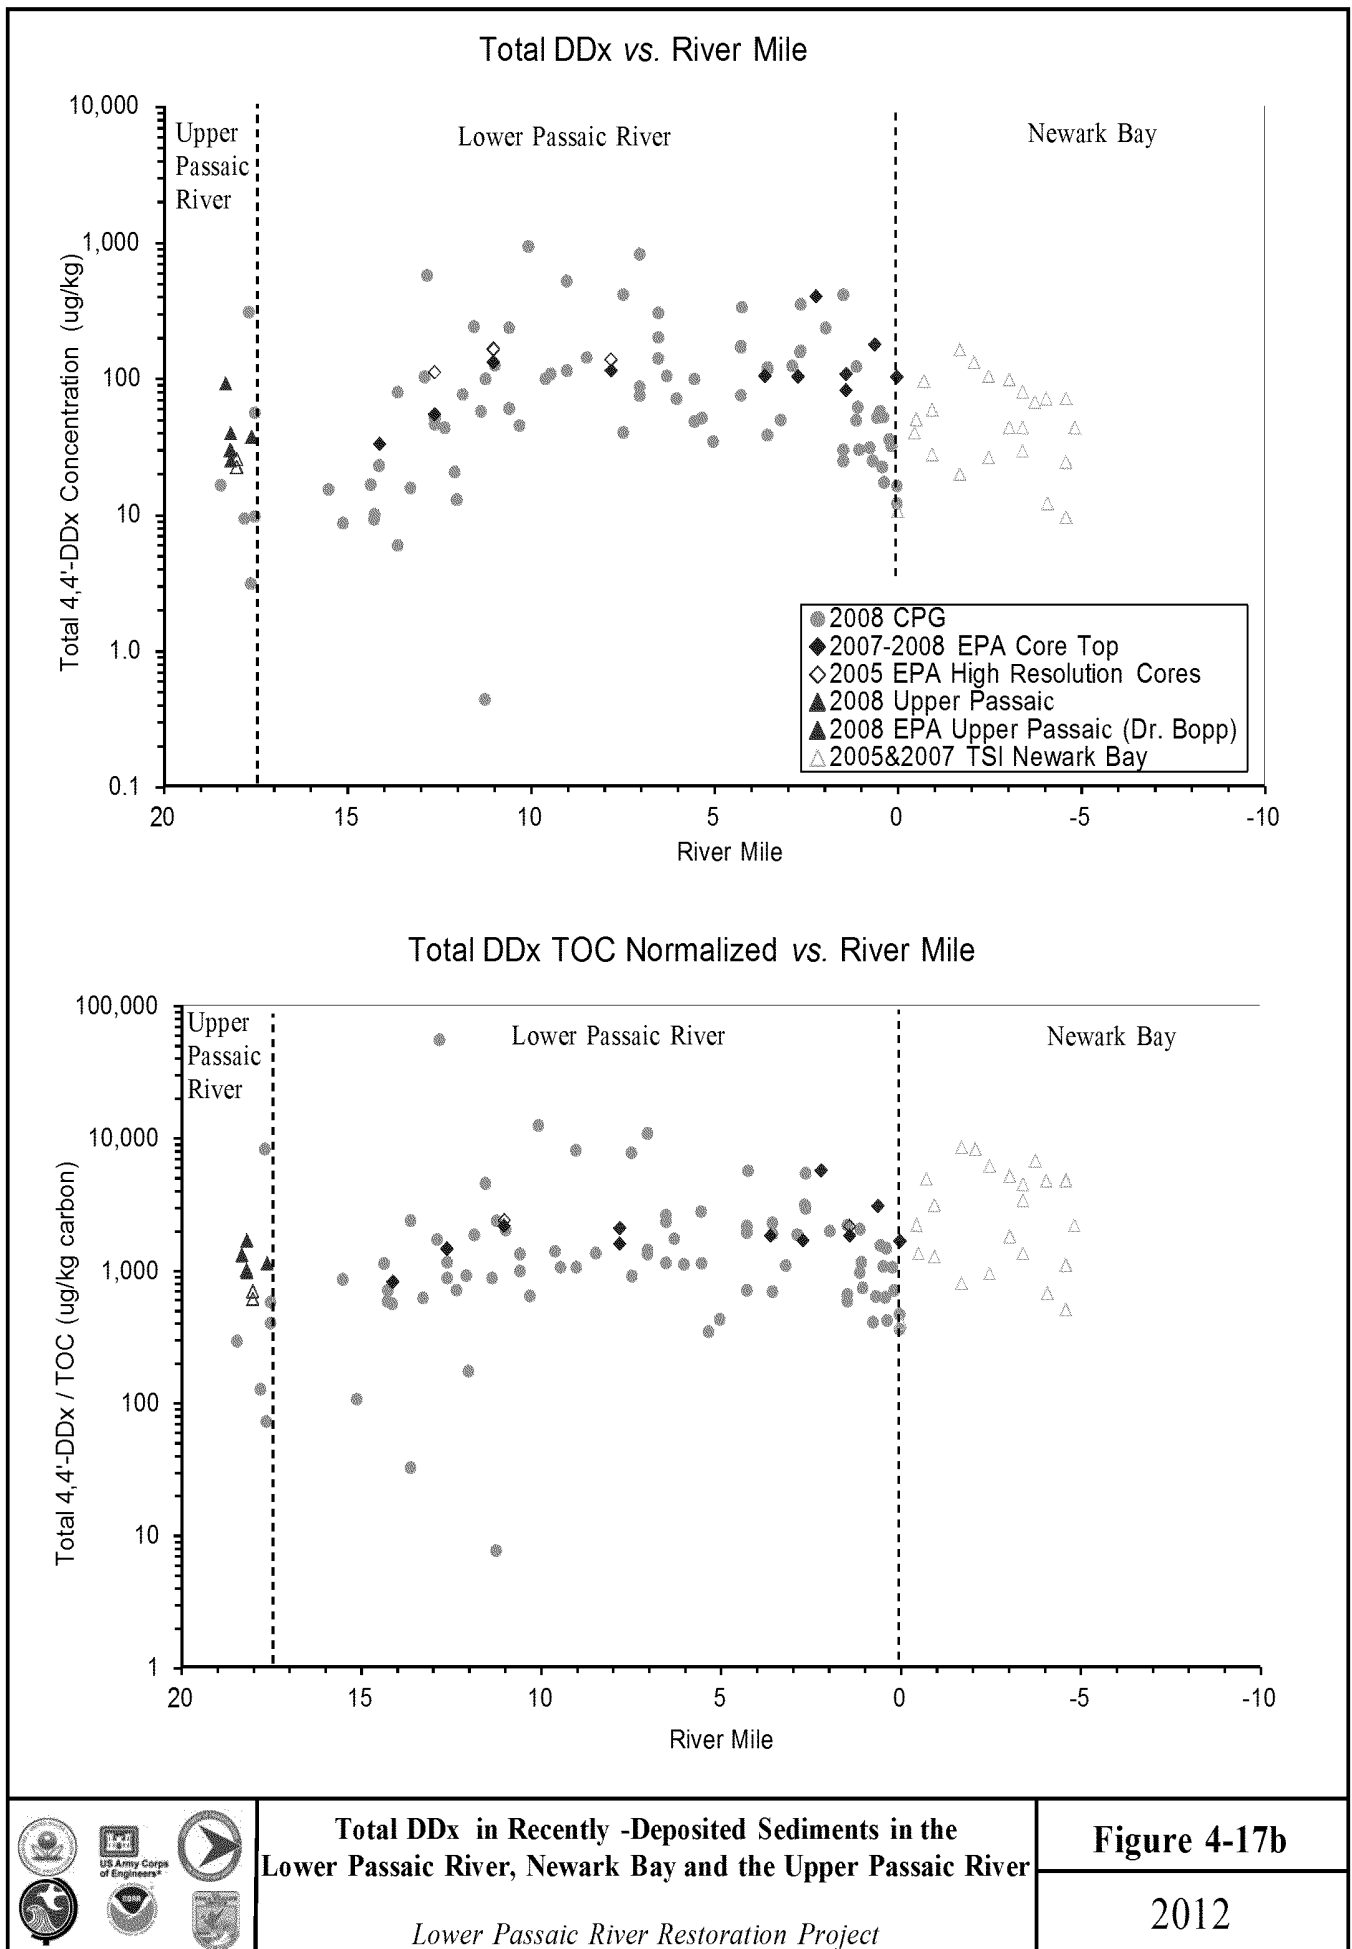 Total DDx vs. River Mile
10,000
1,000
100
10
1.0
0.1
Total 4,4'-DDx Concentration (ug/kg)
Upper
Passaic
River
Lower Passaic River
Newark Bay
2008 CPG
2007-2008 EPA Core Top
2005 EPA High Resolution Cores
2008 Upper Passaic
2008 EPA Upper Passaic (Dr. Bopp)
2005&2007 TSI Newark Bay
20 15 10 5 0 -5 -10
River Mile
Total DDx TOC Normalized vs. River Mile
100,000
10,000
1,000
100
10
1
Total 4,4'-DDx / TOC (ug/kg carbon)
Upper
Passaic
River
Lower Passaic River
Newark Bay
20 15 10 5 0 -5 -10
River Mile
US Army Corps
of Engineers®
Total DDx in Recently -Deposited Sediments in the
Lower Passaic River, Newark Bay and the Upper Passaic River
Lower Passaic River Restoration Project
Figure 4-17b
2012